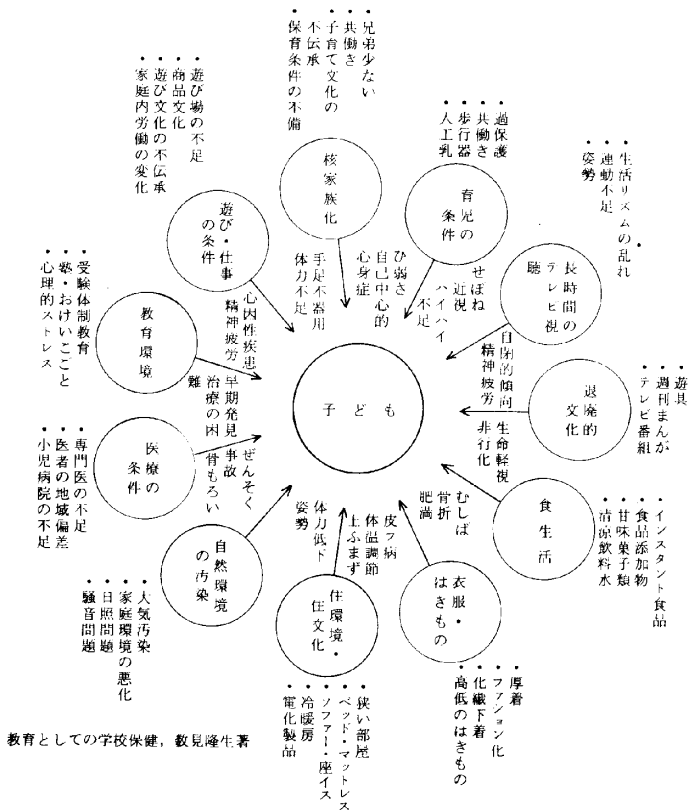 ・兄弟少ない
・共働き
・子育て文化の
不伝承
・保育条件の不備
核家族化
ひ弱さ
自己中心的
心身症
・過保護
・共働き
・歩行器
・人工乳
育児の
条件
せぼね
近視
ハイハイ
不足
・生活リズムの乱れ
・運動不足
・姿勢
長時間の
テレビ視
聴
自閉的傾向
精神疲労
・遊具
・週刊まんが
・テレビ番組
退廃的
文化
生命軽視
非行化
・インスタント食品
・食品添加物
・甘味菓子類
・清涼飲料水
食生活
むしば
骨折
肥満
・厚着
・ファッション化
・化繊下着
・高低のはきもの
衣服・
はきもの
皮フ病
体温調節
土ふまず
・狭い部屋
・ベッド・マットレス
・ソファー・座イス
・冷暖房
・電化製品
住環境・
住文化
体力低下
姿勢
・大気汚染
・家庭環境の悪化
・日照問題
・騒音問題
自然環境
の汚染
ぜんそく
骨もろい
・専門医の不足
・医者の地域偏差
・小児病院の不足
医療の
条件
事故
早期発見
治療の困
難
・受験体制教育
・塾・おけいこごと
・心理的ストレス
教育環境
心因性疾患
精神疲労
・遊び場の不足
・商品文化
・遊び文化の不伝承
・家庭内労働の変化
遊び・仕事
の条件
手足不器用
体力不足
子ども
教育としての学校保健，数見隆生著